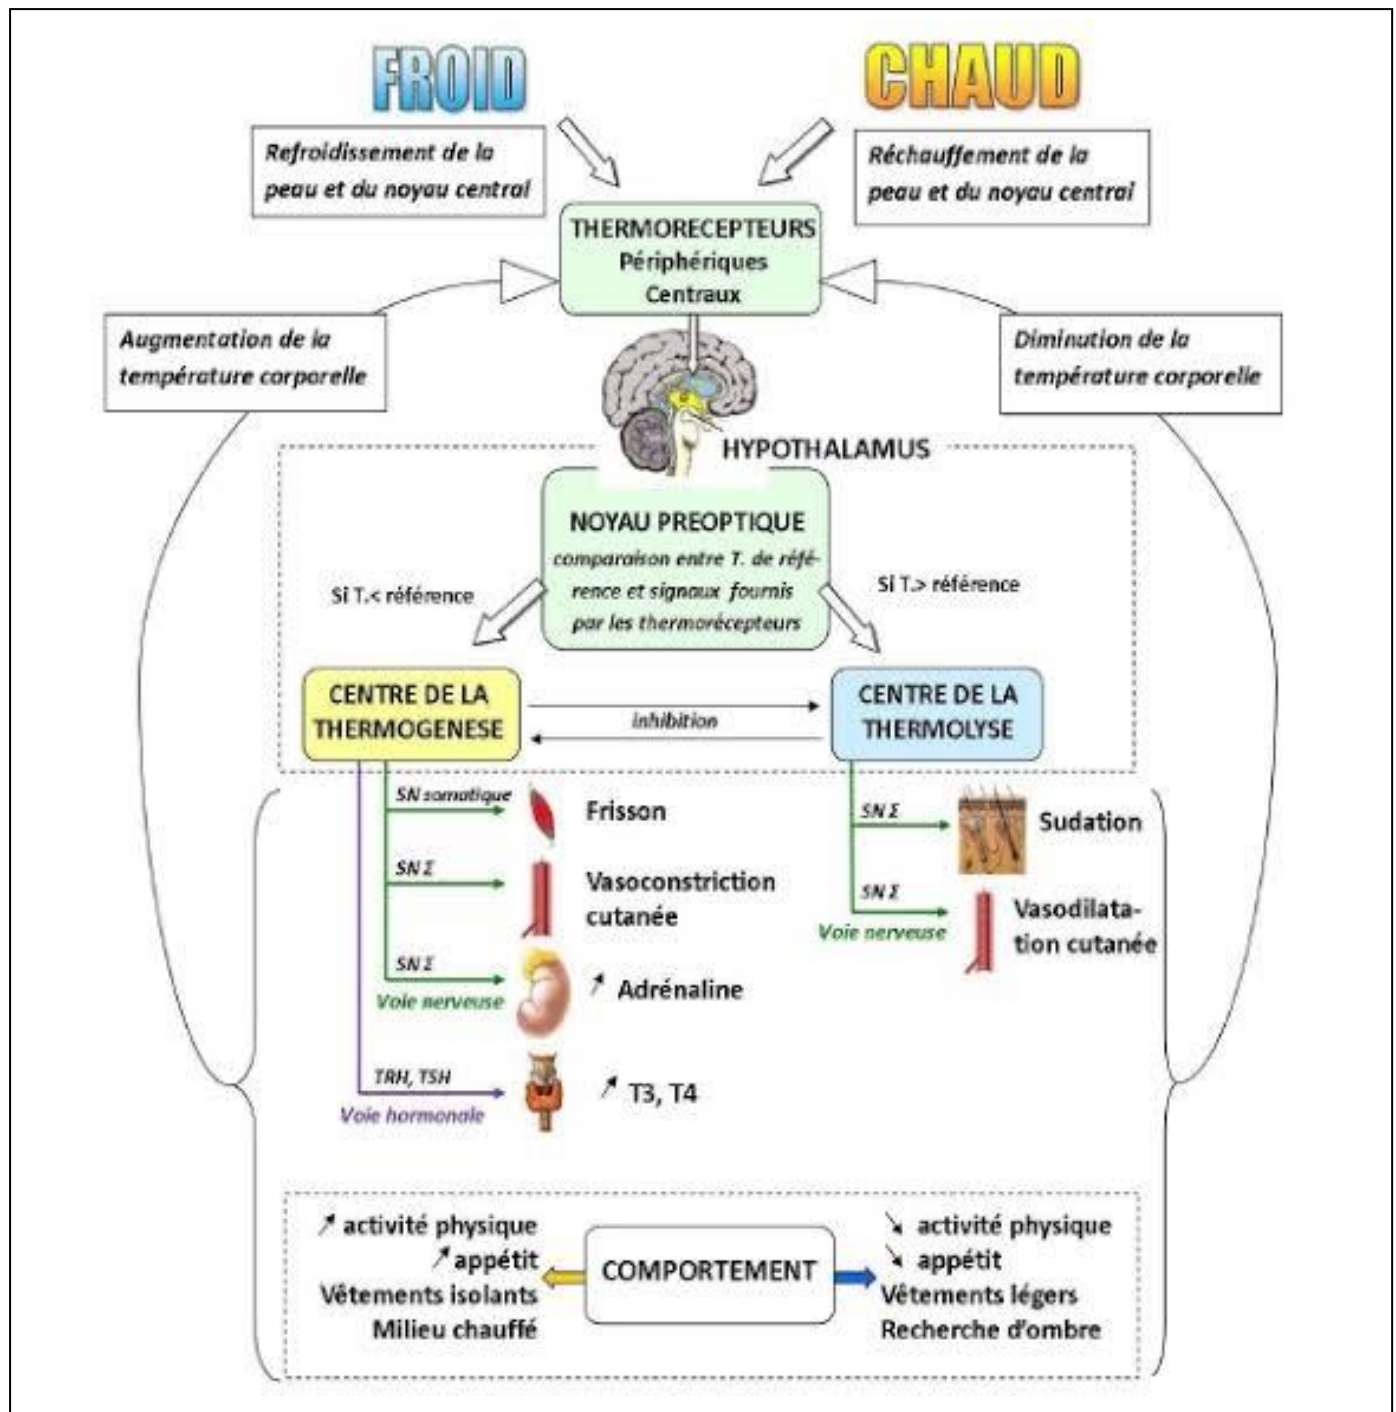 FROID
CHAUD
Refroidissement de la
peau et du noyau central
Réchauffement de la
peau et du noyau central
THERMORECEPTEURS
Périphériques
Centraux
Augmentation de la
température corporelle
Diminution de la
température corporelle
HYPOTHALAMUS
NOYAU PREOPTIQUE
comparaison entre T. de réfé-
rence et signaux fournis
par les thermorécepteurs
Si T.< référence
Si T.> référence
CENTRE DE LA
THERMOGENESE
inhibition
CENTRE DE LA
THERMOLYSE
SN somatique
Frisson
SN Σ
Vasoconstriction
cutanée
SN Σ
Voie nerveuse
↗ Adrénaline
TRH, TSH
Voie hormonale
↗ T3, T4
SN Σ
Sudation
SN Σ
Voie nerveuse
Vasodilata-
tion cutanée
↗ activité physique
↗ appétit
Vêtements isolants
Milieu chauffé
COMPORTEMENT
↘ activité physique
↘ appétit
Vêtements légers
Recherche d'ombre